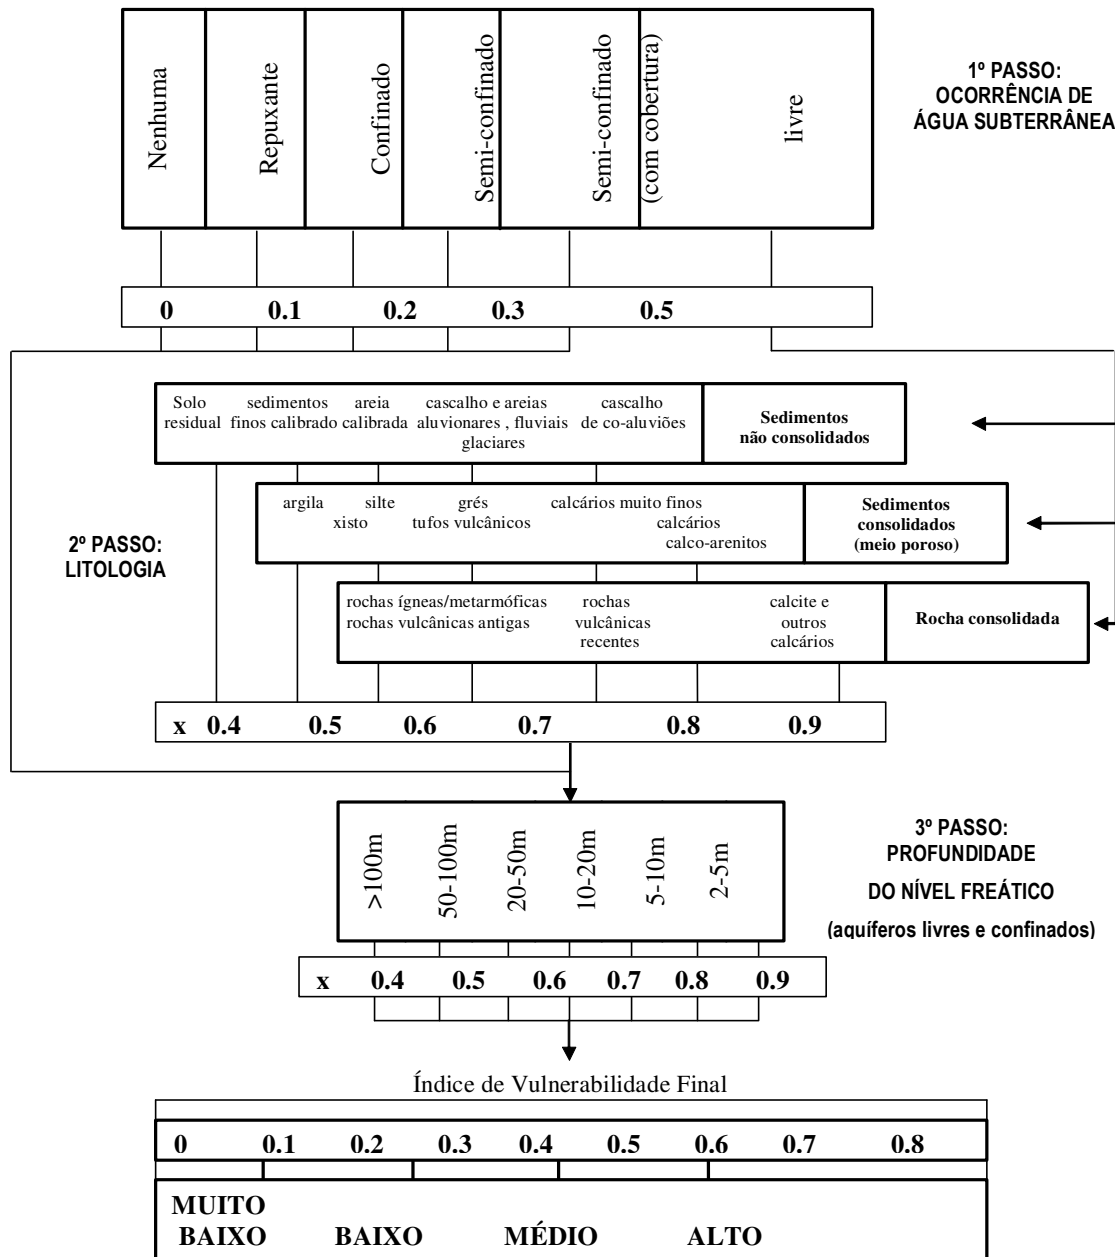 Nenhuma
Repuxante
Confinado
Semi-confinado
Semi-confinado
(com cobertura)
livre
1º PASSO:
OCORRÊNCIA DE
ÁGUA SUBTERRÂNEA
0 0.1 0.2 0.3 0.5
Solo
residual
sedimentos
finos calibrado
areia
calibrada
cascalho e areias
aluvionares , fluviais
glaciares
cascalho
de co-aluviões
Sedimentos
não consolidados
argila silte grés calcários muito finos
xisto tufos vulcânicos calcários
calco-arenitos
Sedimentos
consolidados
(meio poroso)
2º PASSO:
LITOLOGIA
rochas ígneas/metarmóficas
rochas vulcânicas antigas
rochas
vulcânicas
recentes
calcite e
outros
calcários
Rocha consolidada
x 0.4 0.5 0.6 0.7 0.8 0.9
>100m
50-100m
20-50m
10-20m
5-10m
2-5m
3º PASSO:
PROFUNDIDADE
DO NÍVEL FREÁTICO
(aquíferos livres e confinados)
x 0.4 0.5 0.6 0.7 0.8 0.9
Índice de Vulnerabilidade Final
0 0.1 0.2 0.3 0.4 0.5 0.6 0.7 0.8
MUITO
BAIXO BAIXO MÉDIO ALTO